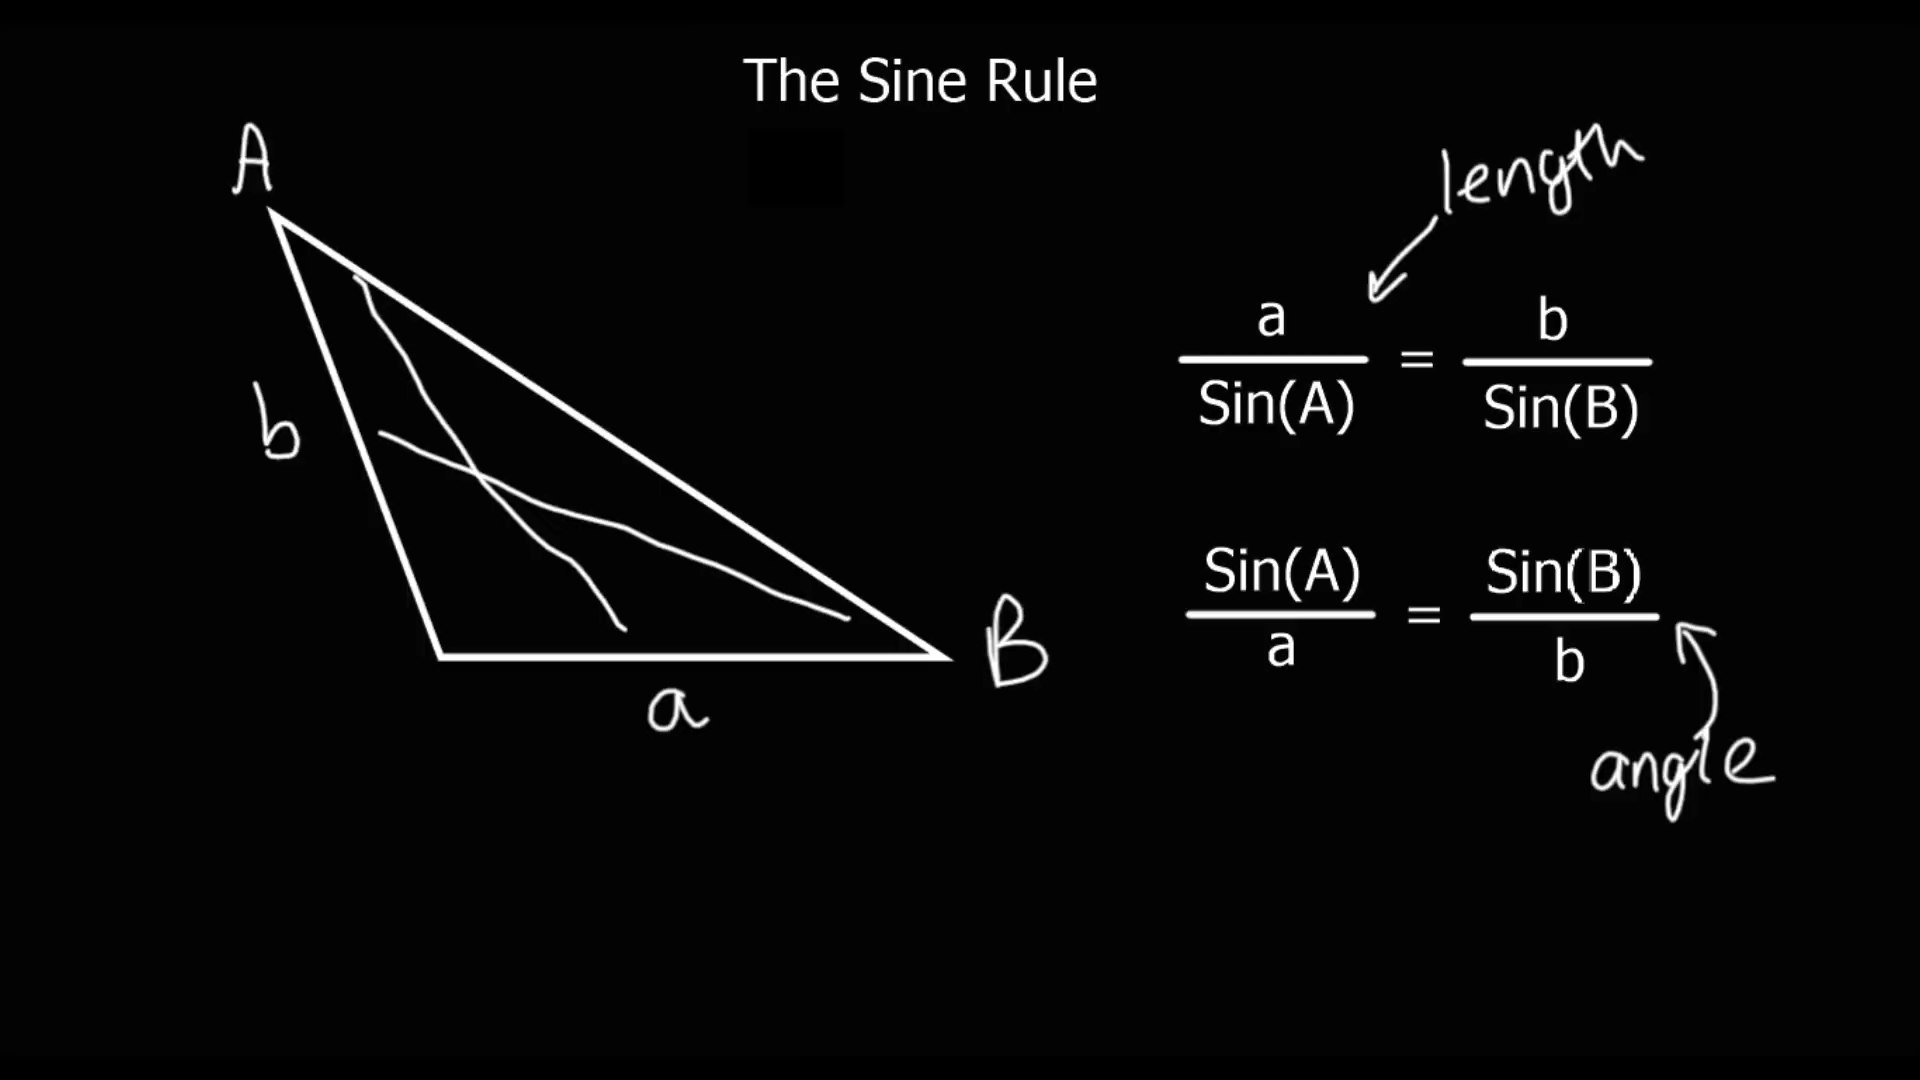 The Sine Rule
A
b
a
B
length
a = b
Sin(A) Sin(B)
Sin(A) = Sin(B)
a b
angle